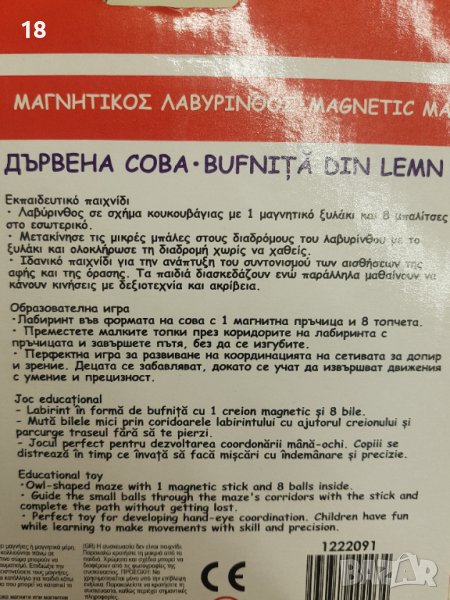 18
ΜΑΓΝΗΤΙΚΟΣ ΛΑΒΥΡΙΝΘΟΣ • MAGNETIC MA
ДЪРВЕНА СОВА • BUFNIȚĂ DIN LEMN
Εκπαιδευτικό παιχνίδι
• Λαβύρινθος σε σχήμα κουκουβάγιας με 1 μαγνητικό ξυλάκι και 8 μπαλίτσες
στο εσωτερικό.
• Μετακίνησε τις μικρές μπάλες στους διαδρόμους του λαβυρίνθου με το
ξυλάκι και ολοκλήρωσε τη διαδρομή χωρίς να χαθείς.
• Ιδανικό παιχνίδι για την ανάπτυξη του συντονισμού των αισθήσεων της
αφής και της όρασης. Τα παιδιά διασκεδάζουν ενώ παράλληλα μαθαίνουν να
κάνουν κινήσεις με δεξιοτεχνία και ακρίβεια.
Образователна игра
•Лабиринт във формата на сова с 1 магнитна пръчица и 8 топчета.
• Преместете малките топки през коридорите на лабиринта с
пръчицата и завършете пътя, без да се изгубите.
• Перфектна игра за развиване на координацията на сетивата за допир
и зрение. Децата се забавляват, докато се учат да извършват движения
с умение и прецизност.
Joc educational
- Labirint în formă de bufniță cu 1 creion magnetic și 8 bile.
- Mută bilele mici prin coridoarele labirintului cu ajutorul creionului și
parcurge traseul fără să te pierzi.
- Jocul perfect pentru dezvoltarea coordonării mână-ochi. Copiii se
distrează în timp ce învață să facă mișcări cu îndemânare și precizie.
Educational toy
•Owl-shaped maze with 1 magnetic stick and 8 balls inside.
• Guide the small balls through the maze's corridors with the stick and
complete the path without getting lost.
• Perfect toy for developing hand-eye coordination. Children have fun
while learning to make movements with skill and precision.
1222091
CE
BAZAR